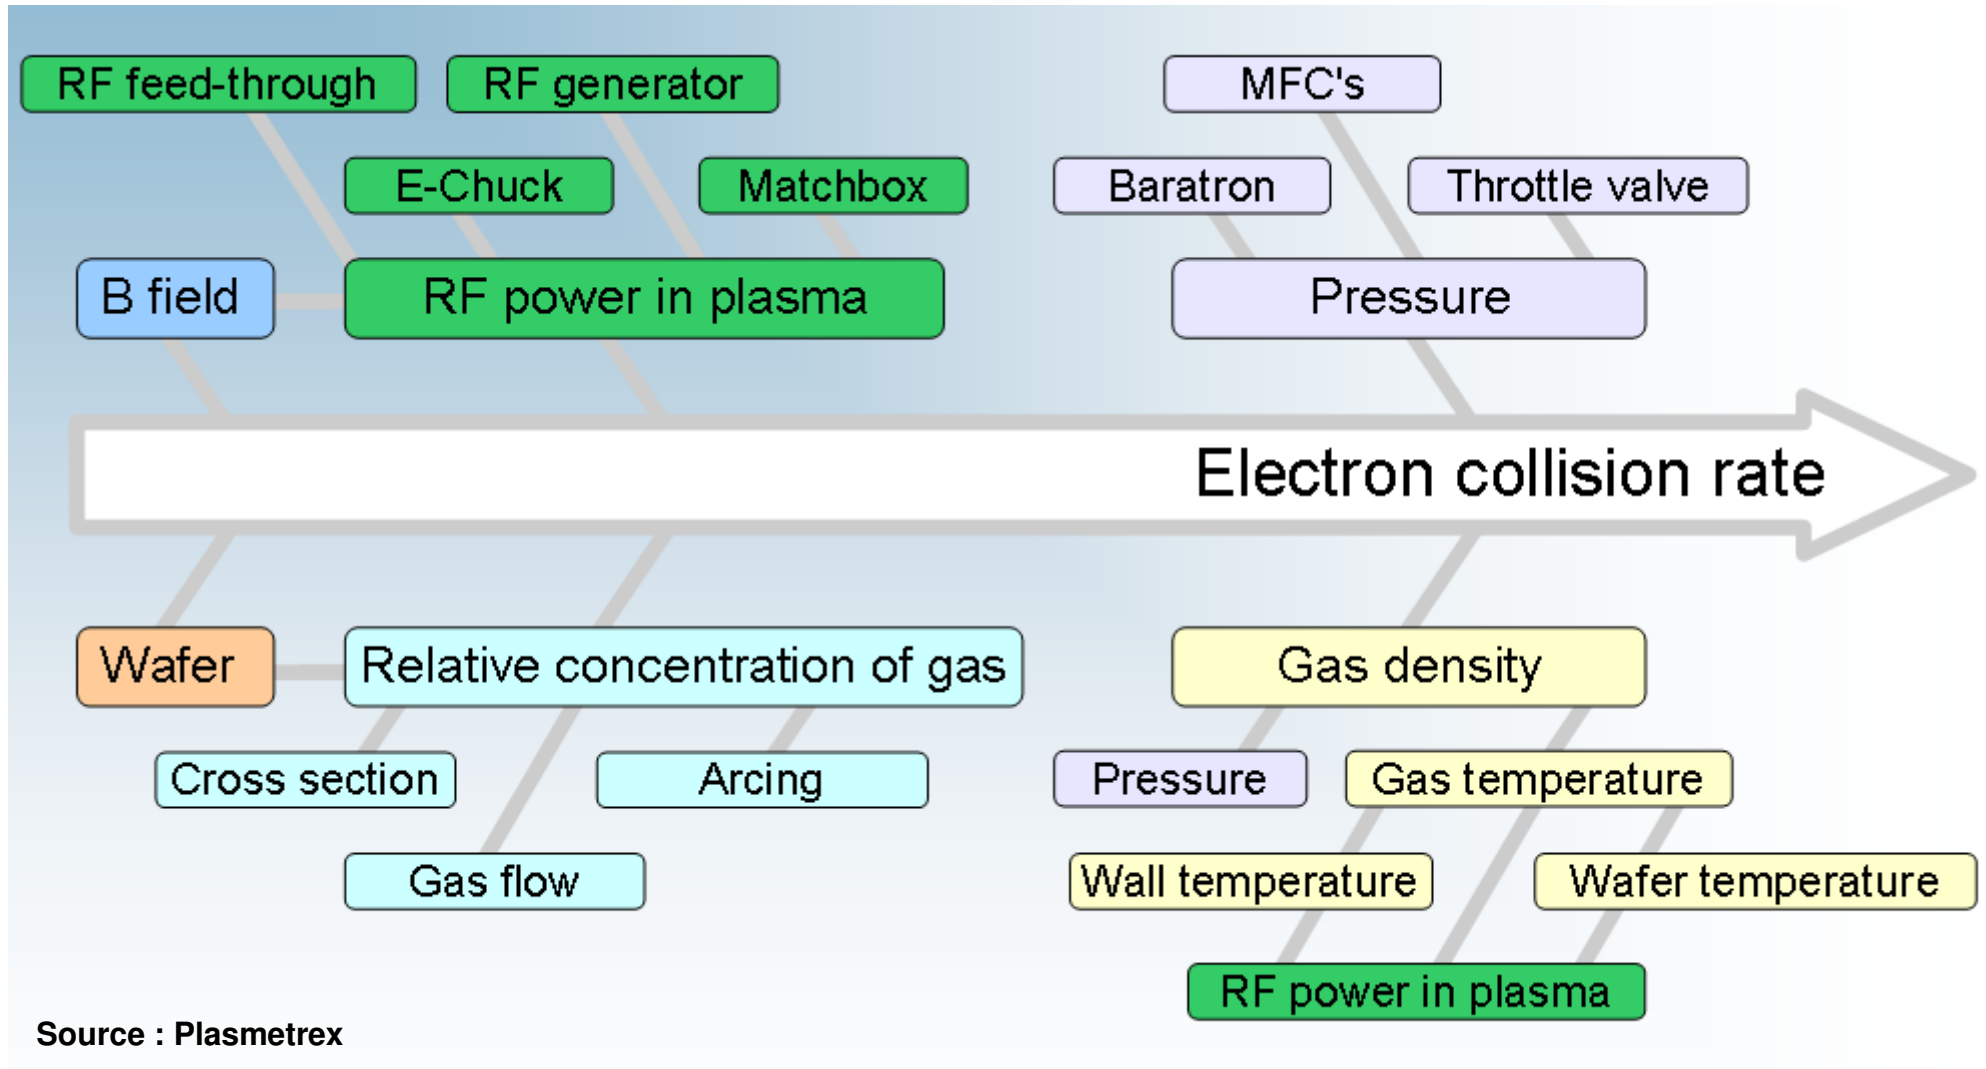 RF feed-through
RF generator
MFC's
E-Chuck
Matchbox
Baratron
Throttle valve
B field
RF power in plasma
Pressure
Electron collision rate
Wafer
Relative concentration of gas
Gas density
Cross section
Arcing
Pressure
Gas temperature
Gas flow
Wall temperature
Wafer temperature
RF power in plasma
Source : Plasmetrex